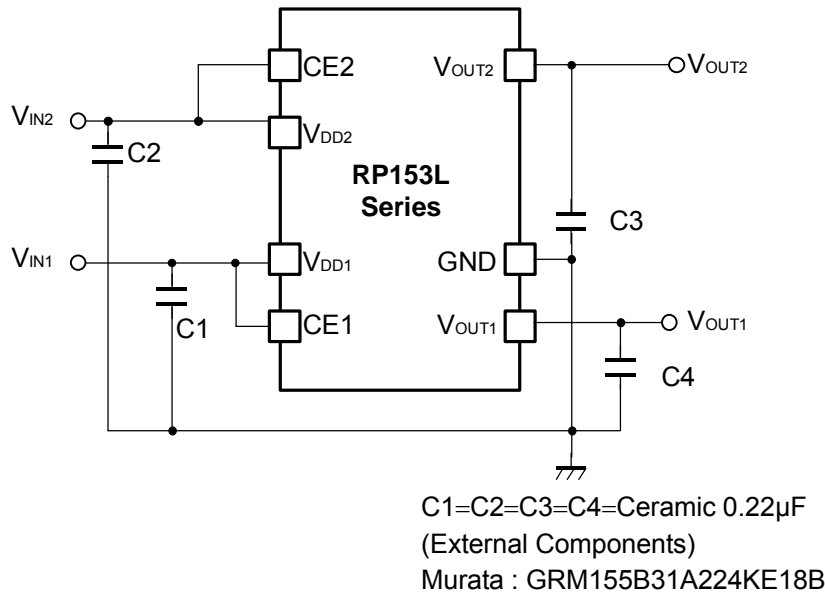 CE2
VOUT2
VOUT2
VIN2
C2
VDD2
RP153L
Series
C3
VIN1
VDD1
GND
C1
CE1
VOUT1
VOUT1
C4
C1=C2=C3=C4=Ceramic 0.22µF
(External Components)
Murata : GRM155B31A224KE18B